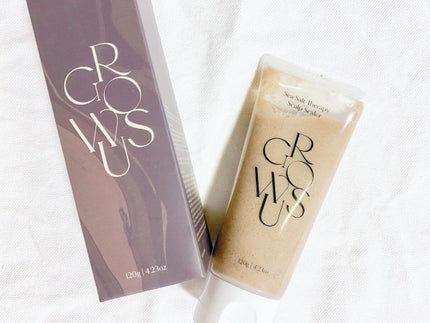 GROWUS
120g | 4.23oz
Sea Salt Therapy
Scalp Scaler
GROWUS
120g | 4.23oz